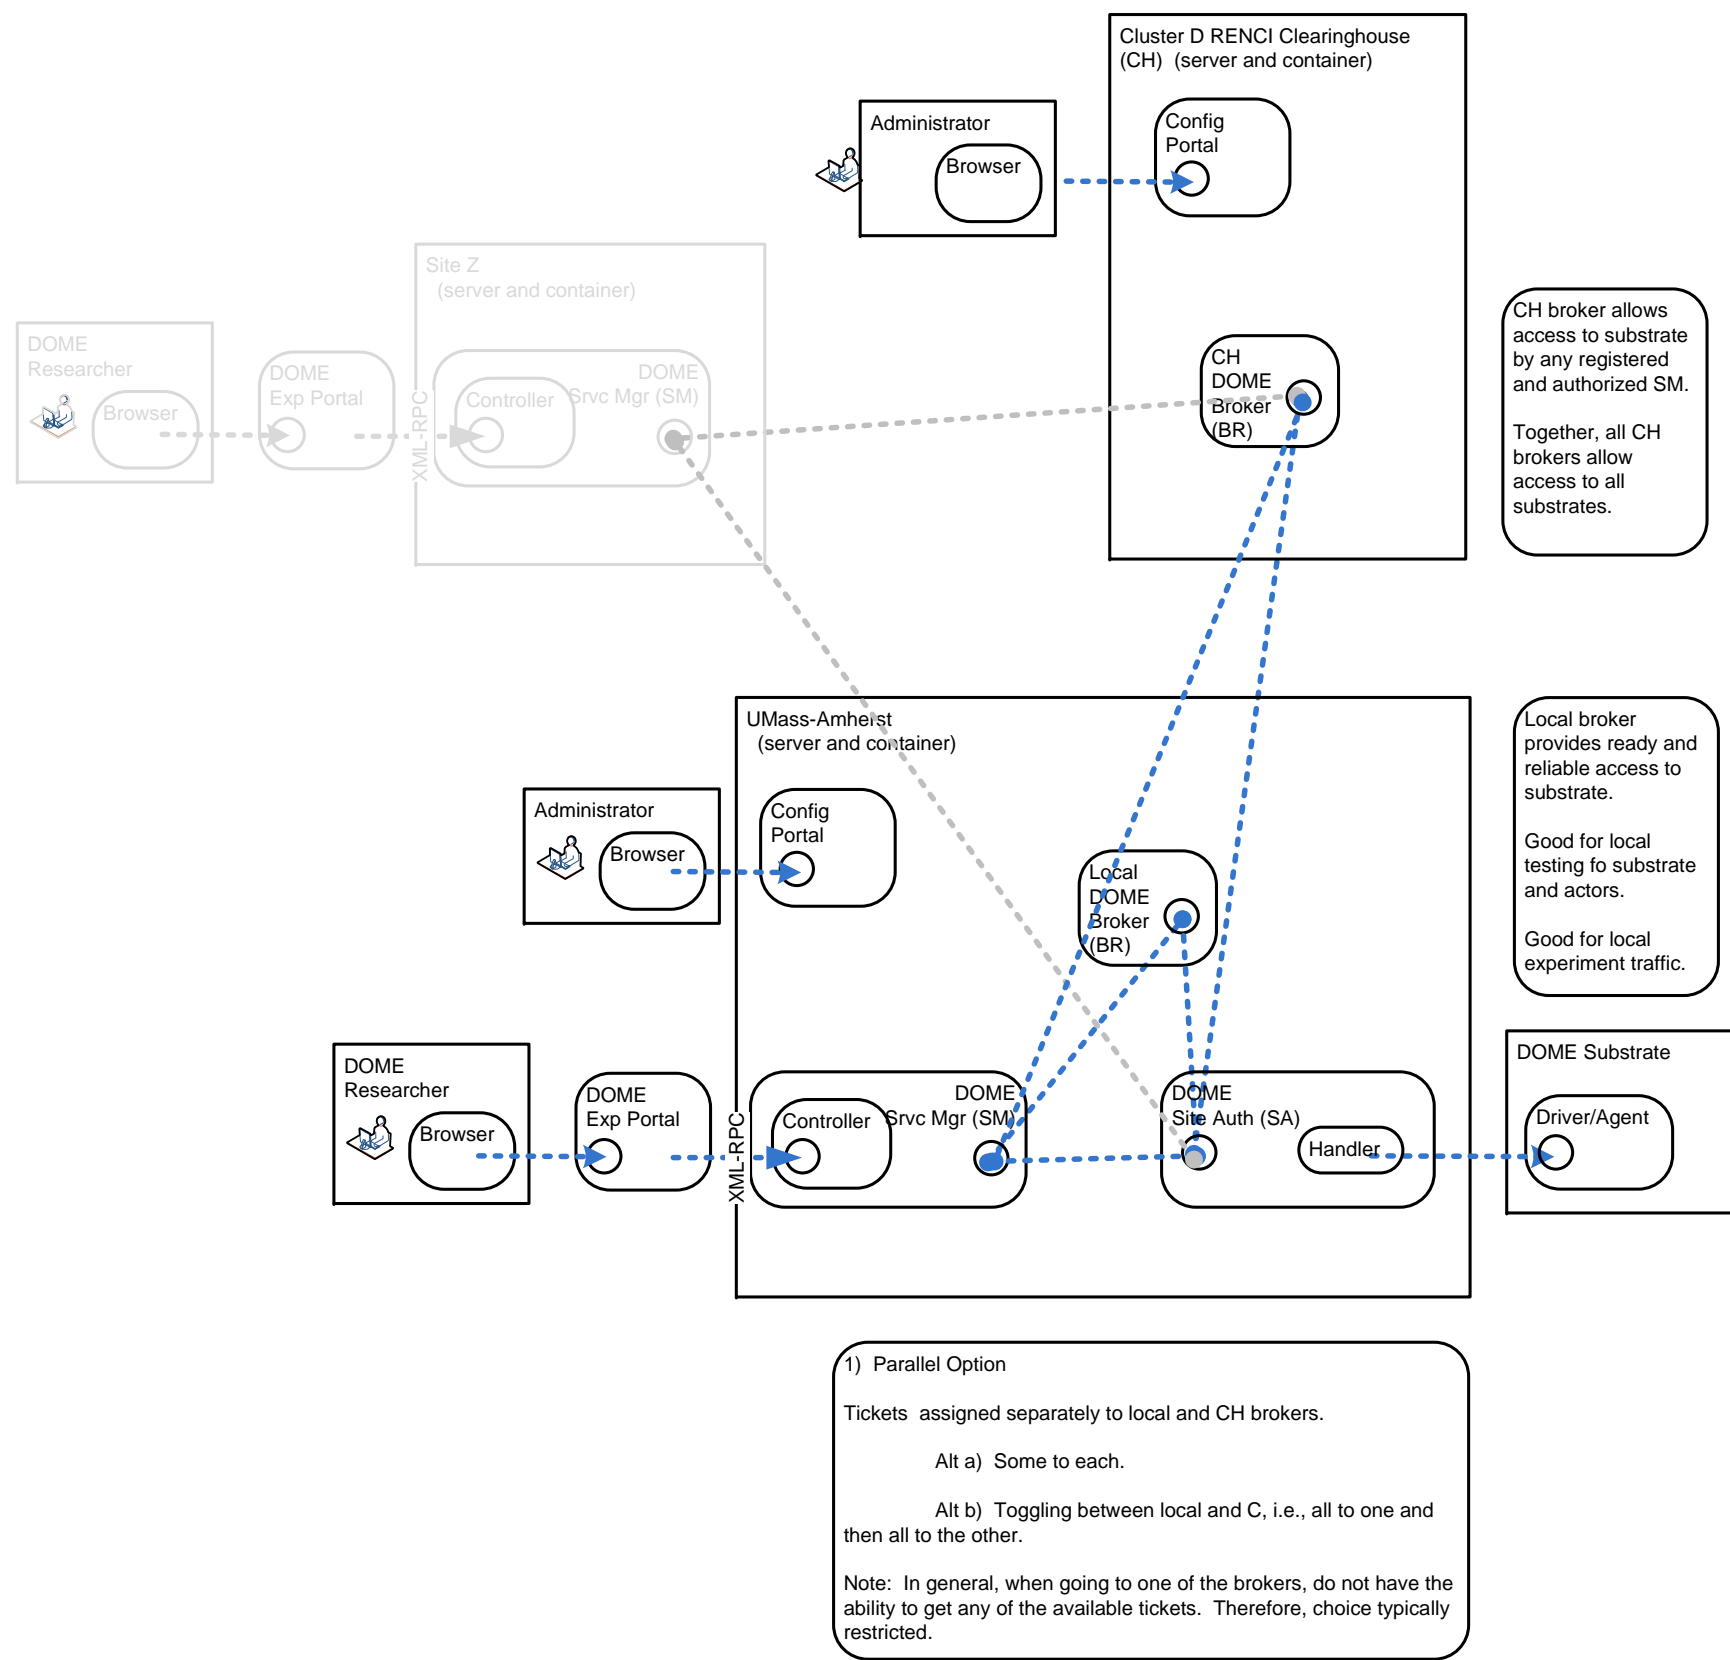 Cluster D RENCI Clearinghouse
(CH)  (server and container)
Administrator
Browser
Config
Portal
Site Z
(server and container)
DOME
Researcher
Browser
DOME
Exp Portal
XML-RPC
Controller
DOME
Srvc Mgr (SM)
CH
DOME
Broker
(BR)
CH broker allows
access to substrate
by any registered
and authorized SM.
Together, all CH
brokers allow
access to all
substrates.
UMass-Amherst
(server and container)
Administrator
Browser
Config
Portal
Local
DOME
Broker
(BR)
Local broker
provides ready and
reliable access to
substrate.
Good for local
testing fo substrate
and actors.
Good for local
experiment traffic.
DOME
Researcher
Browser
DOME
Exp Portal
XML-RPC
Controller
DOME
Srvc Mgr (SM)
DOME
Site Auth (SA)
Handler
DOME Substrate
Driver/Agent
1)  Parallel Option
Tickets  assigned separately to local and CH brokers.
Alt a)  Some to each.
Alt b)  Toggling between local and C, i.e., all to one and
then all to the other.
Note:  In general, when going to one of the brokers, do not have the
ability to get any of the available tickets.  Therefore, choice typically
restricted.